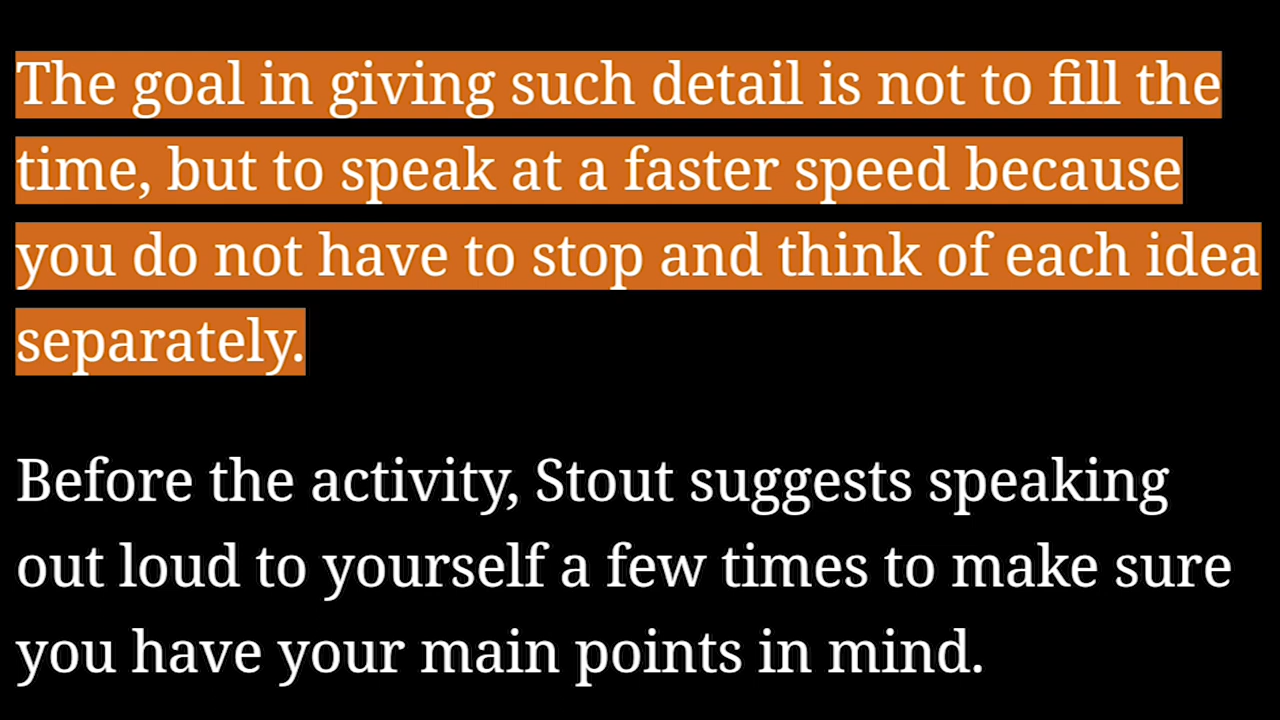 The goal in giving such detail is not to fill the
time, but to speak at a faster speed because
you do not have to stop and think of each idea
separately.
Before the activity, Stout suggests speaking
out loud to yourself a few times to make sure
you have your main points in mind.